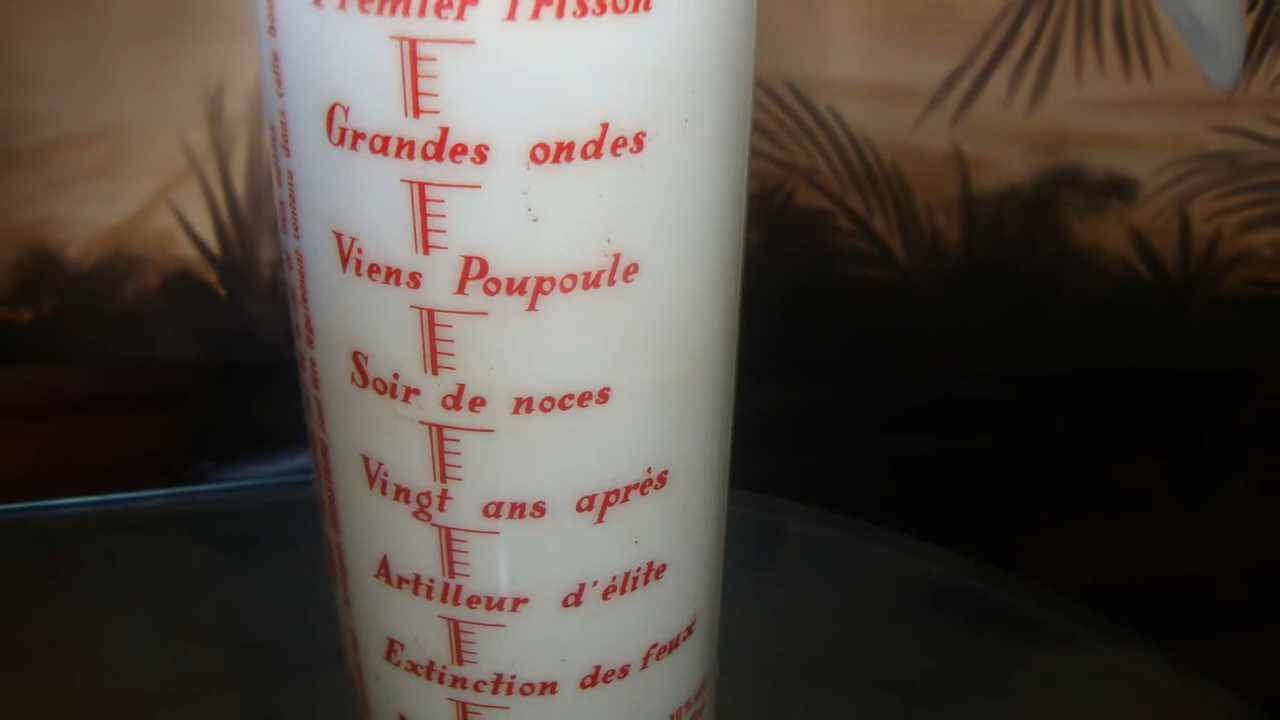 Premier Frisson
Grandes ondes
Viens Poupoule
Soir de noces
Vingt ans après
Artilleur d'élite
Extinction des feux